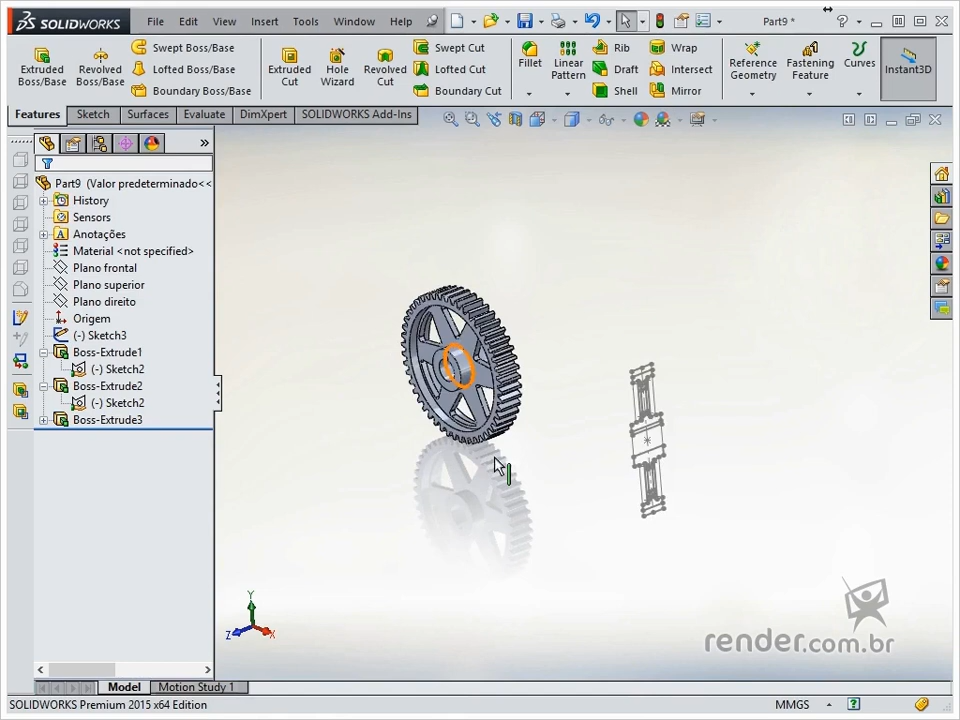 SOLIDWORKS File Edit View Insert Tools Window Help Part9 *
Extruded Boss/Base
Revolved Boss/Base
Swept Boss/Base
Lofted Boss/Base
Boundary Boss/Base
Extruded Cut
Hole Wizard
Revolved Cut
Swept Cut
Lofted Cut
Boundary Cut
Fillet
Linear Pattern
Rib
Draft
Shell
Wrap
Intersect
Mirror
Reference Geometry
Fastening Feature
Curves
Instant3D
Features Sketch Surfaces Evaluate DimXpert SOLIDWORKS Add-Ins
Part9 (Valor predeterminado<<
History
Sensors
Anotações
Material <not specified>
Plano frontal
Plano superior
Plano direito
Origem
(-) Sketch3
Boss-Extrude1
(-) Sketch2
Boss-Extrude2
(-) Sketch2
Boss-Extrude3
Y
Z
X
render.com.br
Model Motion Study 1
SOLIDWORKS Premium 2015 x64 Edition MMGS